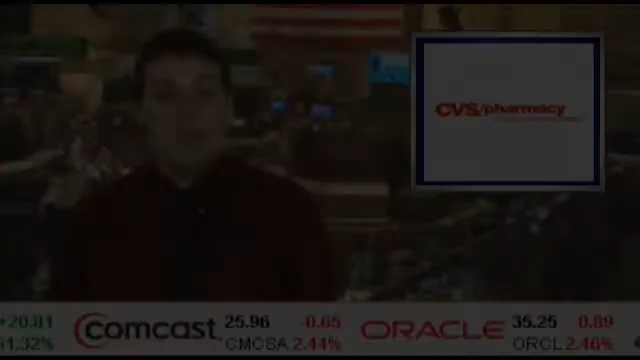 CVS/pharmacy
+20.81
51.32%
Comcast 25.96 -0.65
CMCSA 2.44%
ORACLE 35.25 0.89
ORCL 2.46%